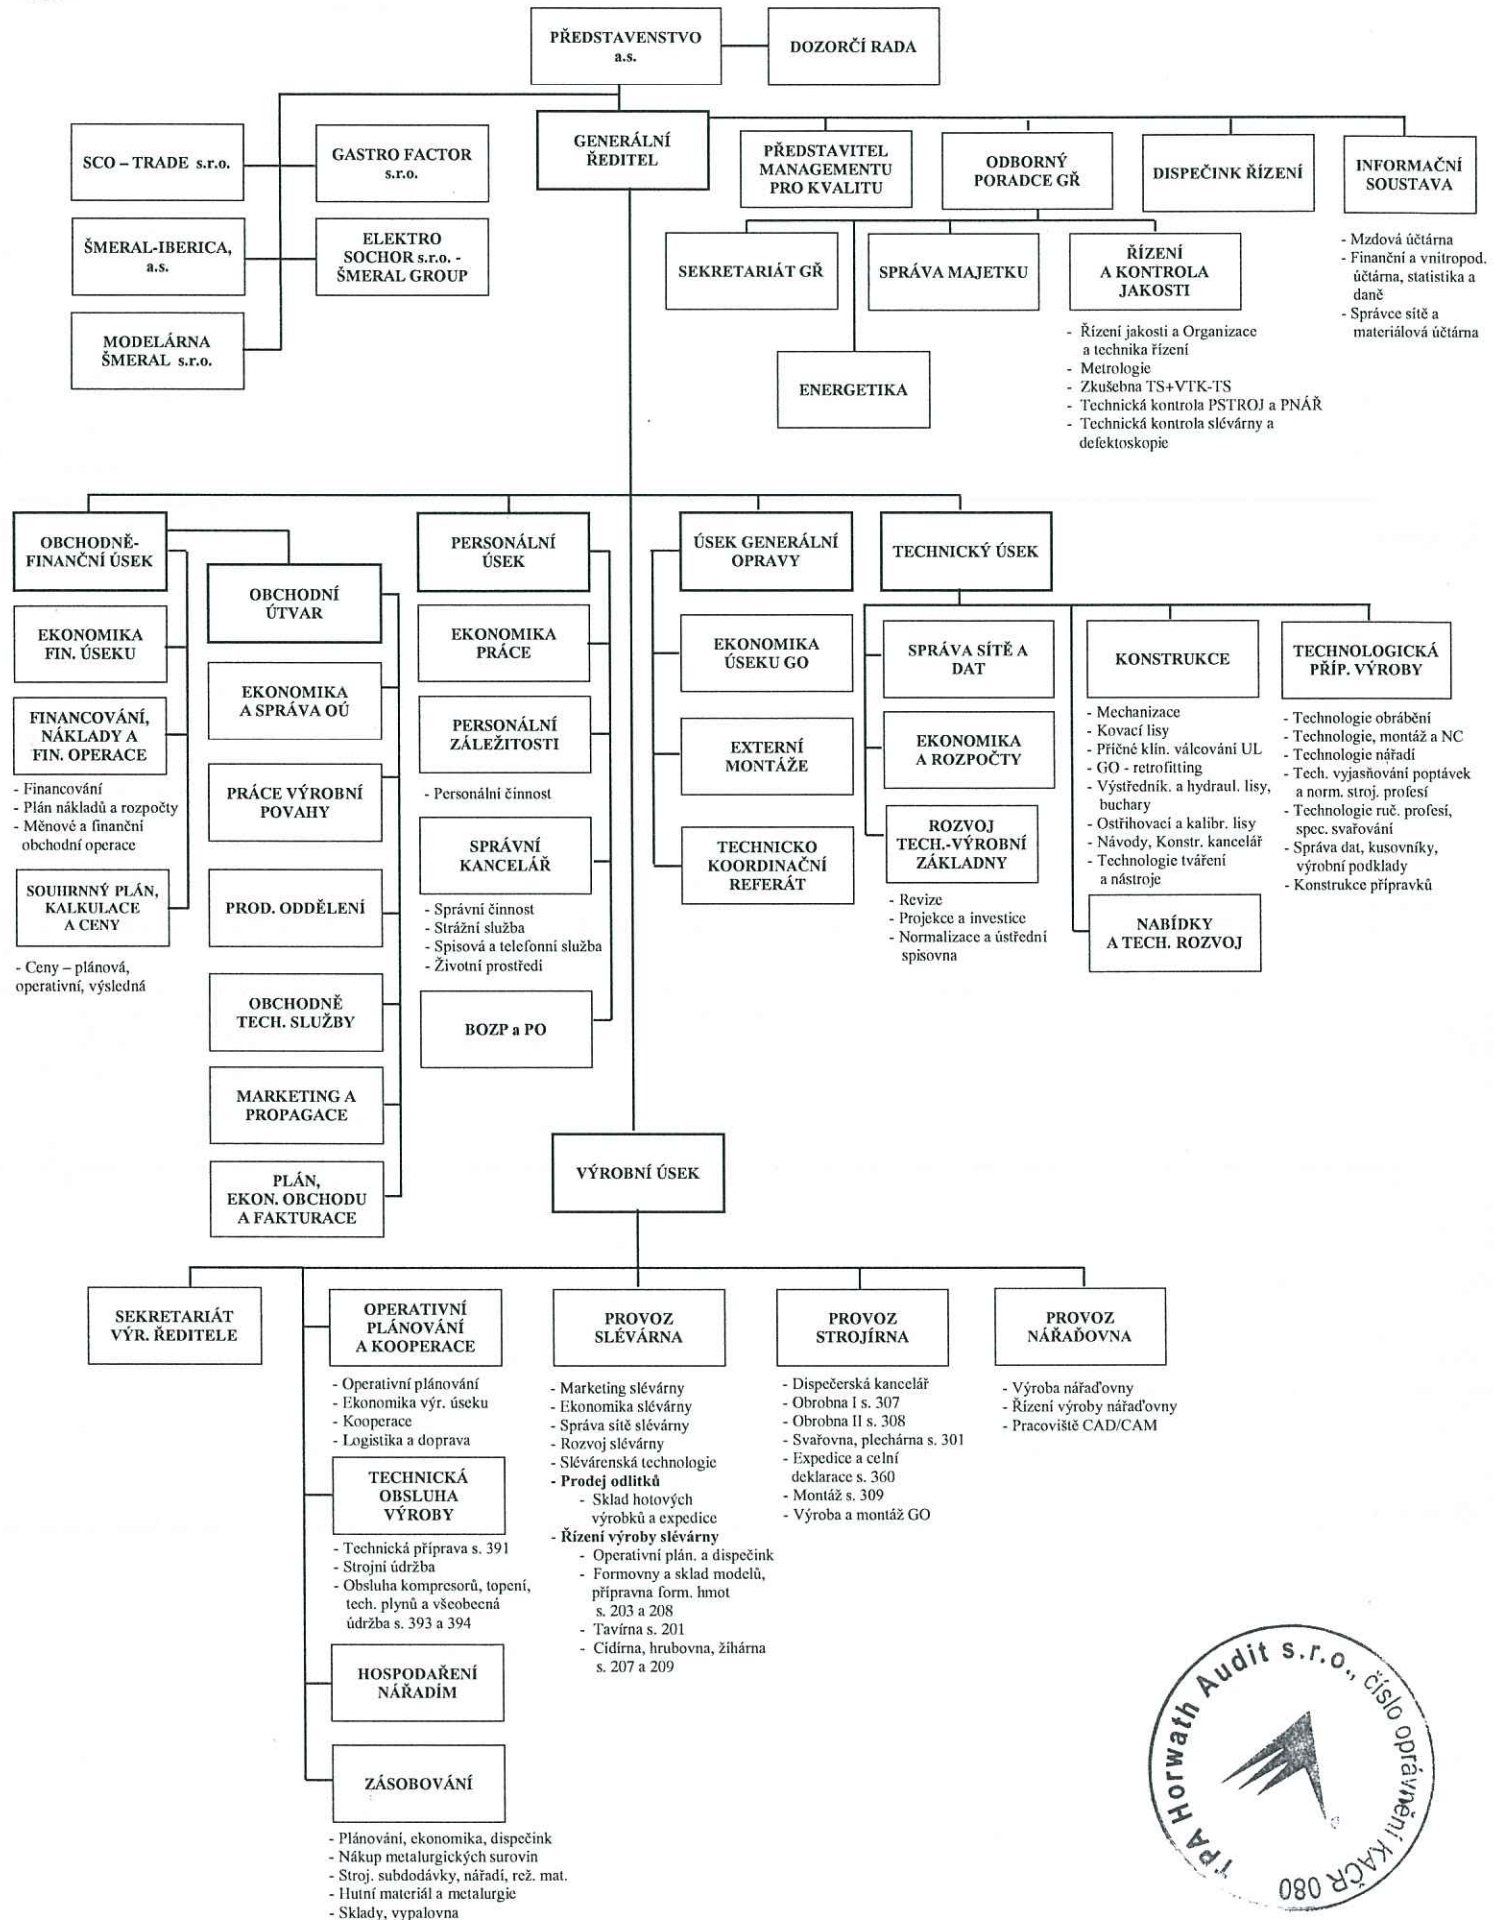 PŘEDSTAVENSTVO
a.s.
DOZORČÍ RADA
SCO – TRADE s.r.o.
GASTRO FACTOR
s.r.o.
ŠMERAL-IBERICA,
a.s.
ELEKTRO
SOCHOR s.r.o. -
ŠMERAL GROUP
MODELÁRNA
ŠMERAL s.r.o.
GENERÁLNÍ
ŘEDITEL
PŘEDSTAVITEL
MANAGEMENTU
PRO KVALITU
ODBORNÝ
PORADCE GŘ
DISPEČINK ŘÍZENÍ
INFORMAČNÍ
SOUSTAVA
- Mzdová účtárna
- Finanční a vnitropod.
účtárna, statistika a
daně
- Správce sítě a
materiálová účtárna
SEKRETARIÁT GŘ
SPRÁVA MAJETKU
ŘÍZENÍ
A KONTROLA
JAKOSTI
- Řízení jakosti a Organizace
a technika řízení
- Metrologie
- Zkušebna TS+VTK-TS
- Technická kontrola PSTROJ a PNÁŘ
- Technická kontrola slévárny a
defektoskopie
ENERGETIKA
OBCHODNĚ-
FINANČNÍ ÚSEK
EKONOMIKA
FIN. ÚSEKU
FINANCOVÁNÍ,
NÁKLADY A
FIN. OPERACE
- Financování
- Plán nákladů a rozpočty
- Měnové a finanční
obchodní operace
SOUHRNNÝ PLÁN,
KALKULACE
A CENY
- Ceny – plánová,
operativní, výsledná
OBCHODNÍ
ÚTVAR
EKONOMIKA
A SPRÁVA OÚ
PRÁCE VÝROBNÍ
POVAHY
PROD. ODDĚLENÍ
OBCHODNĚ
TECH. SLUŽBY
MARKETING A
PROPAGACE
PLÁN,
EKON. OBCHODU
A FAKTURACE
PERSONÁLNÍ
ÚSEK
EKONOMIKA
PRÁCE
PERSONÁLNÍ
ZÁLEŽITOSTI
- Personální činnost
SPRÁVNÍ
KANCELÁŘ
- Správní činnost
- Strážní služba
- Spisová a telefonní služba
- Životní prostředí
BOZP a PO
ÚSEK GENERÁLNÍ
OPRAVY
EKONOMIKA
ÚSEKU GO
EXTERNÍ
MONTÁŽE
TECHNICKO
KOORDINAČNÍ
REFERÁT
TECHNICKÝ ÚSEK
SPRÁVA SÍTĚ A
DAT
EKONOMIKA
A ROZPOČTY
ROZVOJ
TECH.-VÝROBNÍ
ZÁKLADNY
- Revize
- Projekce a investice
- Normalizace a ústřední
spisovna
KONSTRUKCE
- Mechanizace
- Kovací lisy
- Příčné klín. válcování UL
- GO - retrofitting
- Výstředník. a hydraul. lisy,
buchary
- Ostřihovací a kalibr. lisy
- Návody, Konstr. kancelář
- Technologie tváření
a nástroje
NABÍDKY
A TECH. ROZVOJ
TECHNOLOGICKÁ
PŘÍP. VÝROBY
- Technologie obrábění
- Technologie, montáž a NC
- Technologie nářadí
- Tech. vyjasňování poptávek
a norm. stroj. profesí
- Technologie ruč. profesí,
spec. svařování
- Správa dat, kusovníky,
výrobní podklady
- Konstrukce přípravků
VÝROBNÍ ÚSEK
SEKRETARIÁT
VÝR. ŘEDITELE
OPERATIVNÍ
PLÁNOVÁNÍ
A KOOPERACE
- Operativní plánování
- Ekonomika výr. úseku
- Kooperace
- Logistika a doprava
TECHNICKÁ
OBSLUHA
VÝROBY
- Technická příprava s. 391
- Strojní údržba
- Obsluha kompresorů, topení,
tech. plynů a všeobecná
údržba s. 393 a 394
HOSPODAŘENÍ
NÁŘADÍM
ZÁSOBOVÁNÍ
- Plánování, ekonomika, dispečink
- Nákup metalurgických surovin
- Stroj. subdodávky, nářadí, rež. mat.
- Hutní materiál a metalurgie
- Sklady, vypalovna
PROVOZ
SLÉVÁRNA
- Marketing slévárny
- Ekonomika slévárny
- Správa sítě slévárny
- Rozvoj slévárny
- Slévárenská technologie
- Prodej odlitků
- Sklad hotových
výrobků a expedice
- Řízení výroby slévárny
- Operativní plán. a dispečink
- Formovny a sklad modelů,
přípravna form. hmot
s. 203 a 208
- Tavírna s. 201
- Cídírna, hrubovna, žíhárna
s. 207 a 209
PROVOZ
STROJÍRNA
- Dispečerská kancelář
- Obrobna I s. 307
- Obrobna II s. 308
- Svařovna, plechárna s. 301
- Expedice a celní
deklarace s. 360
- Montáž s. 309
- Výroba a montáž GO
PROVOZ
NÁŘAĎOVNA
- Výroba nářaďovny
- Řízení výroby nářaďovny
- Pracoviště CAD/CAM
TPA Horwath Audit s.r.o., číslo oprávnění KAČR 080